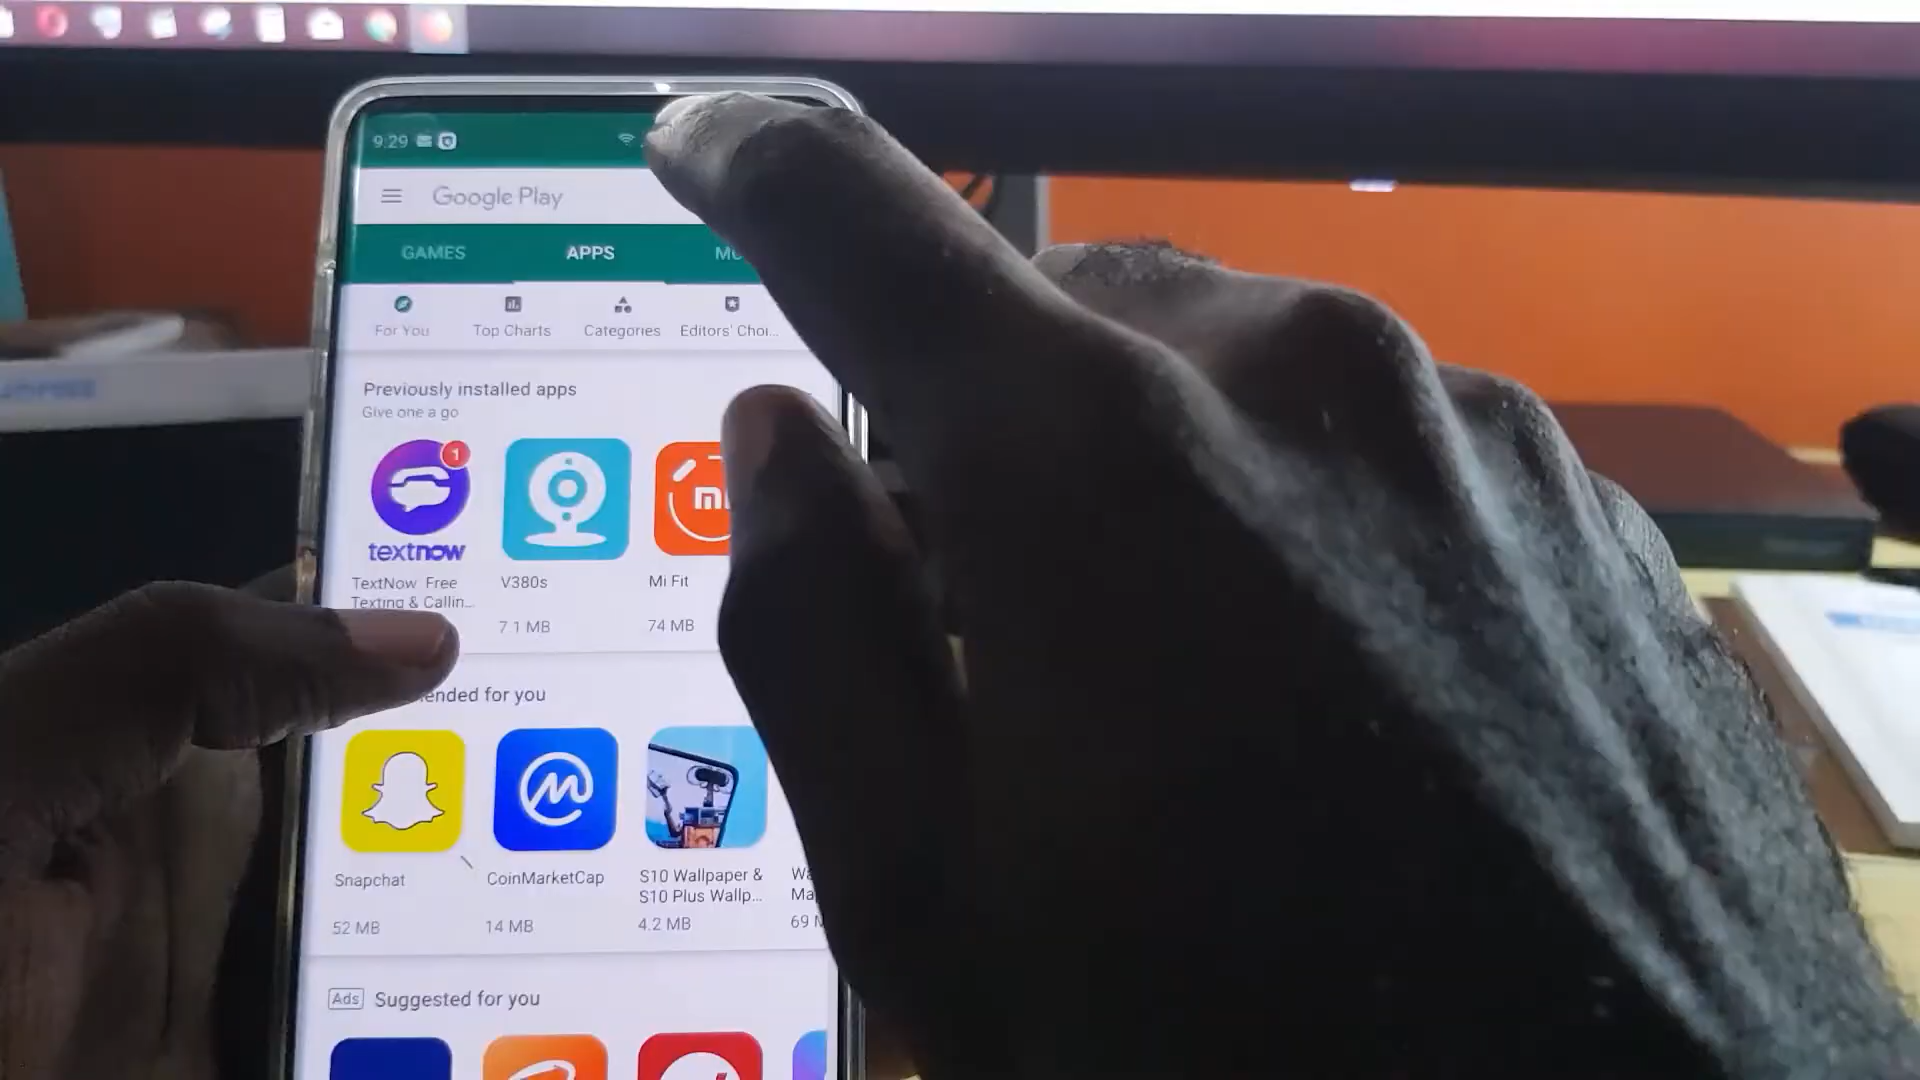 9:29
Google Play
GAMES APPS
For You Top Charts Categories Editors' Choi...
Previously installed apps
Give one a go
1
textnow
TextNow Free
Texting & Callin...
V380s
Mi Fit
7.1 MB
74 MB
for you
Snapchat
CoinMarketCap
S10 Wallpaper &
S10 Plus Wallp...
52 MB
14 MB
4.2 MB
69
Ads Suggested for you